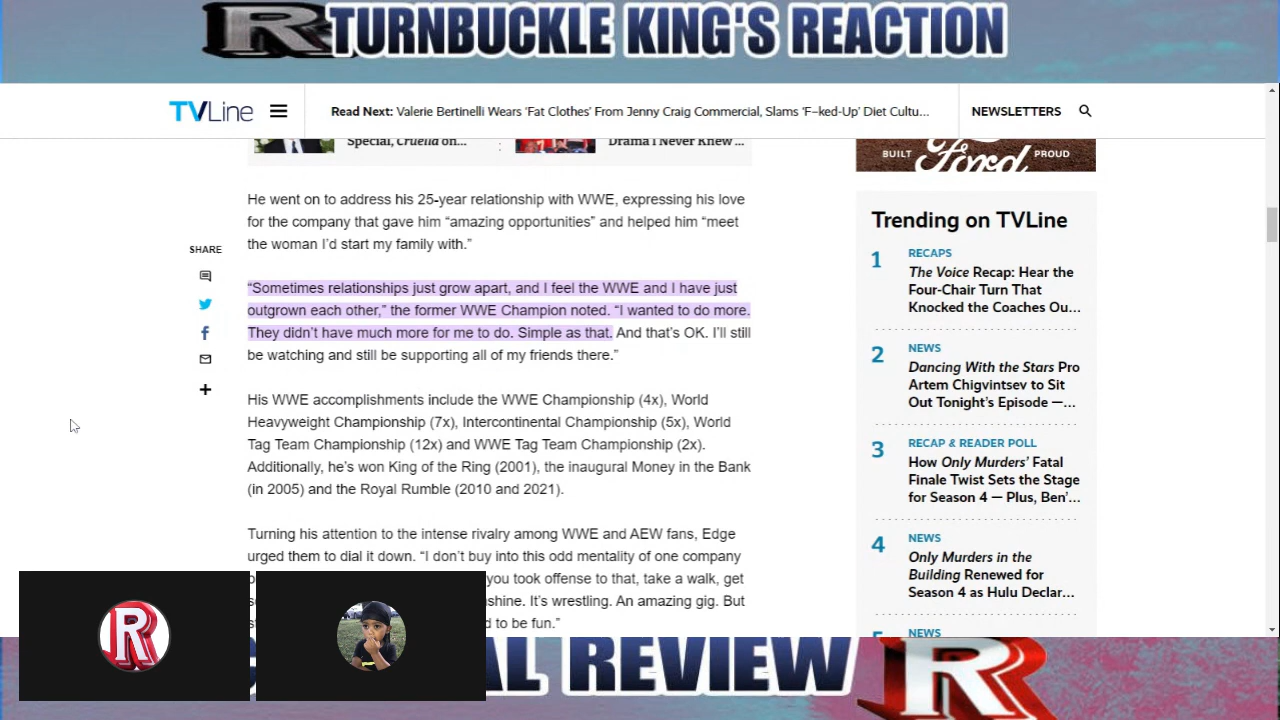 R TURNBUCKLE KING'S REACTION
TVLine
Read Next: Valerie Bertinelli Wears ‘Fat Clothes’ From Jenny Craig Commercial, Slams ‘F–ked-Up’ Diet Cultu...
NEWSLETTERS
Special, Cruella on...
Drama I Never Knew ...
BUILT Ford PROUD
He went on to address his 25-year relationship with WWE, expressing his love
for the company that gave him “amazing opportunities” and helped him “meet
the woman I’d start my family with.”
SHARE
“Sometimes relationships just grow apart, and I feel the WWE and I have just
outgrown each other,” the former WWE Champion noted. “I wanted to do more.
They didn’t have much more for me to do. Simple as that. And that’s OK. I’ll still
be watching and still be supporting all of my friends there.”
His WWE accomplishments include the WWE Championship (4x), World
Heavyweight Championship (7x), Intercontinental Championship (5x), World
Tag Team Championship (12x) and WWE Tag Team Championship (2x).
Additionally, he’s won King of the Ring (2001), the inaugural Money in the Bank
(in 2005) and the Royal Rumble (2010 and 2021).
Turning his attention to the intense rivalry among WWE and AEW fans, Edge
urged them to dial it down. “I don’t buy into this odd mentality of one company
you took offense to that, take a walk, get
nshine. It’s wrestling. An amazing gig. But
d to be fun.”
Trending on TVLine
1 RECAPS
The Voice Recap: Hear the
Four-Chair Turn That
Knocked the Coaches Ou...
2 NEWS
Dancing With the Stars Pro
Artem Chigvintsev to Sit
Out Tonight’s Episode —...
3 RECAP & READER POLL
How Only Murders’ Fatal
Finale Twist Sets the Stage
for Season 4 — Plus, Ben’...
4 NEWS
Only Murders in the
Building Renewed for
Season 4 as Hulu Declar...
NEWS
R
AL REVIEW
R